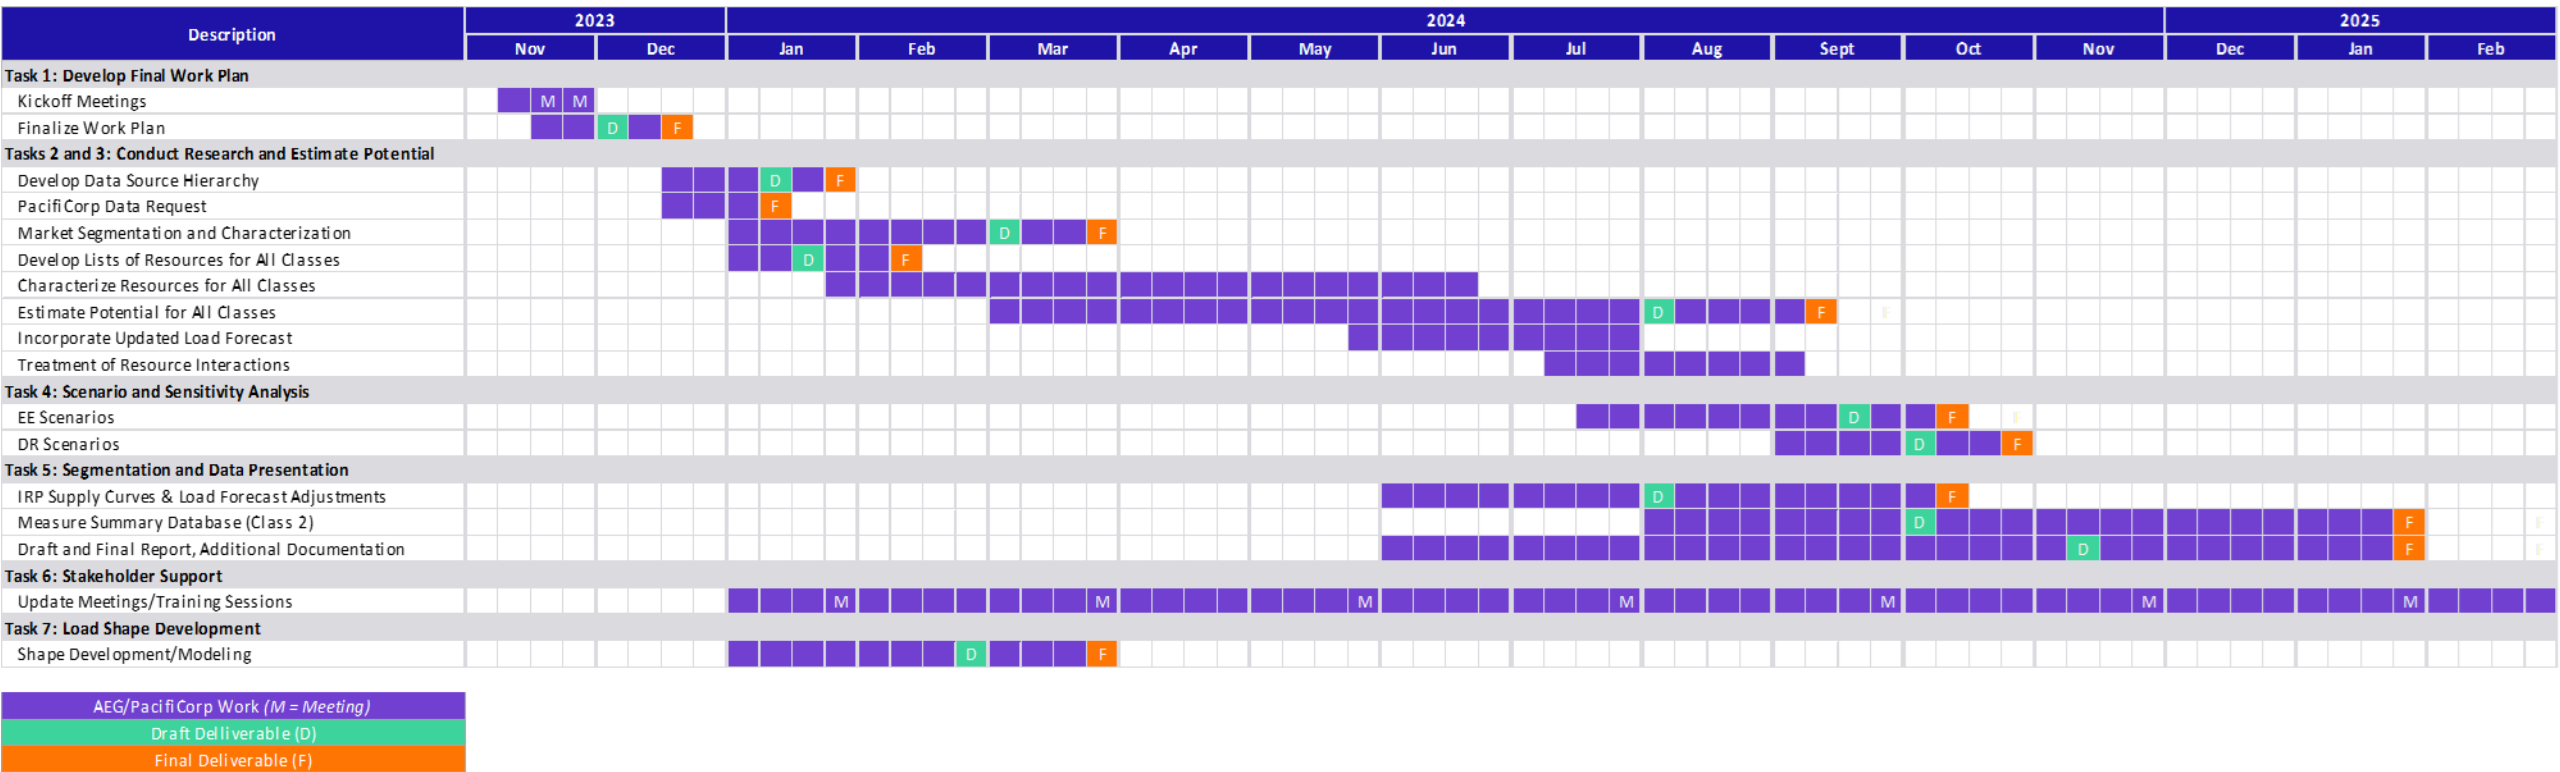 Description 2023 2024 2025
Nov Dec Jan Feb Mar Apr May Jun Jul Aug Sept Oct Nov Dec Jan Feb
Task 1: Develop Final Work Plan
Kickoff Meetings M M
Finalize Work Plan D F
Tasks 2 and 3: Conduct Research and Estimate Potential
Develop Data Source Hierarchy D F
PacifiCorp Data Request F
Market Segmentation and Characterization D F
Develop Lists of Resources for All Classes D F
Characterize Resources for All Classes
Estimate Potential for All Classes D F F
Incorporate Updated Load Forecast
Treatment of Resource Interactions
Task 4: Scenario and Sensitivity Analysis
EE Scenarios D F F
DR Scenarios D F
Task 5: Segmentation and Data Presentation
IRP Supply Curves & Load Forecast Adjustments D F
Measure Summary Database (Class 2) D F F
Draft and Final Report, Additional Documentation D F F
Task 6: Stakeholder Support
Update Meetings/Training Sessions M M M M M M M
Task 7: Load Shape Development
Shape Development/Modeling D F
AEG/PacifiCorp Work (M = Meeting)
Draft Delliverable (D)
Final Deliverable (F)